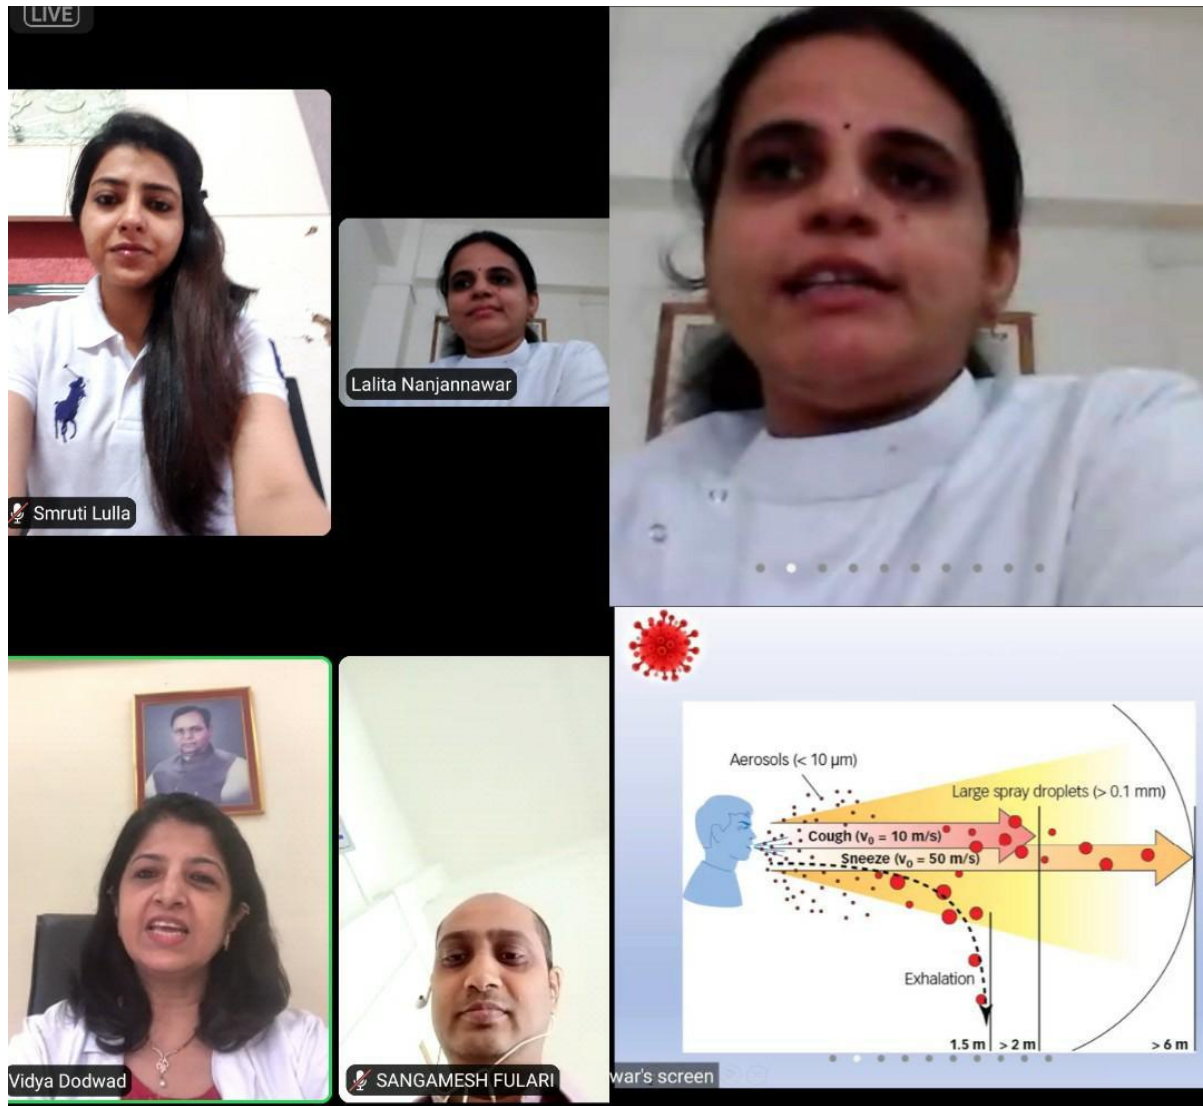 LIVE
Smruti Lulla
Lalita Nanjannawar
Vidya Dodwad
SANGAMESH FULARI
Aerosols (< 10 µm)
Large spray droplets (> 0.1 mm)
Cough (v₀ = 10 m/s)
Sneeze (v₀ = 50 m/s)
Exhalation
1.5 m > 2 m > 6 m
war's screen